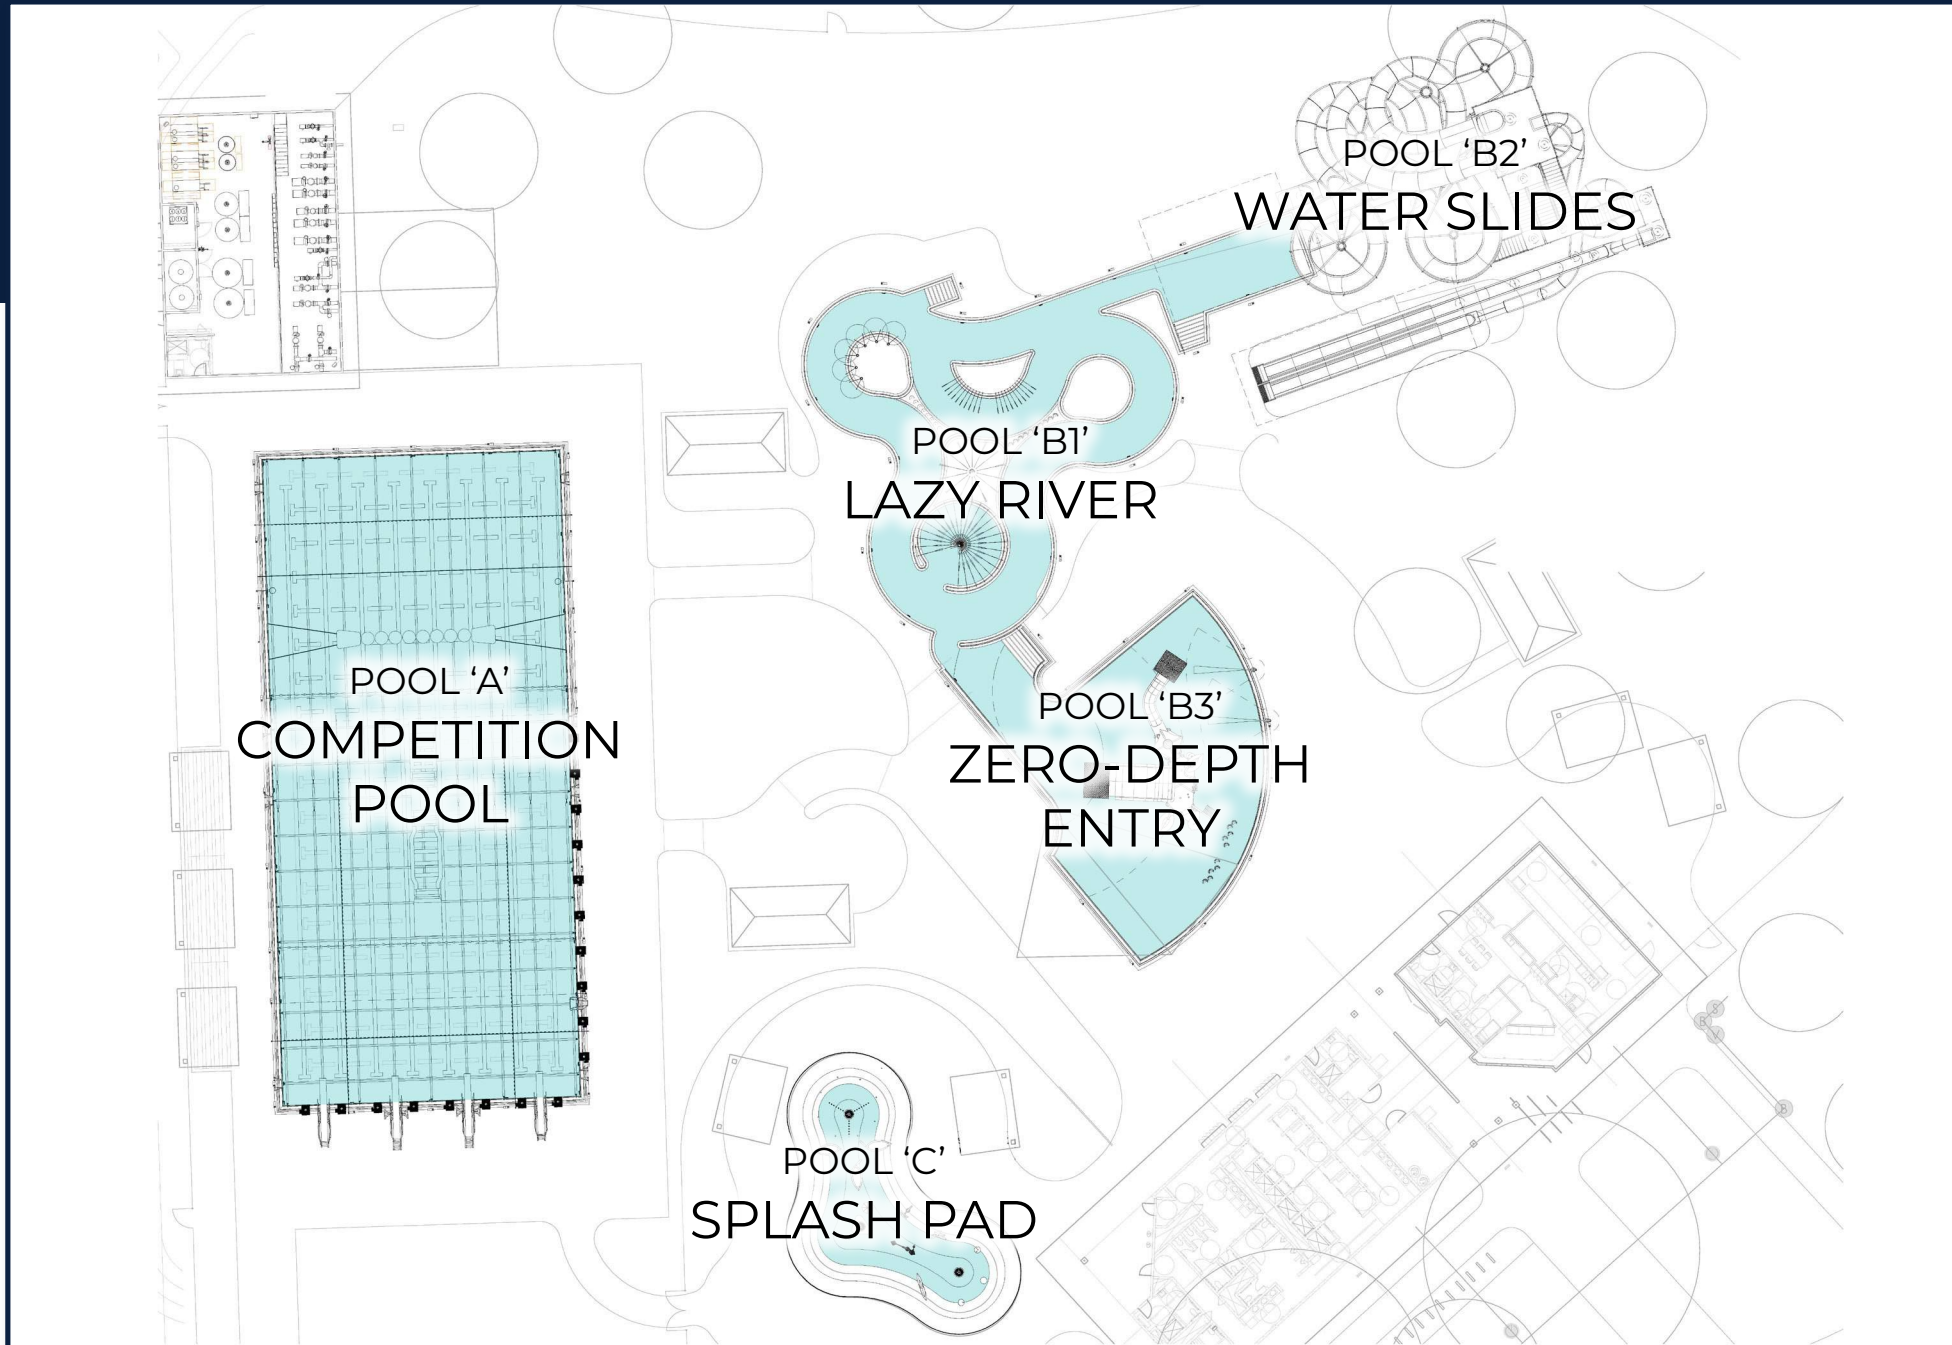 POOL ‘B2’
WATER SLIDES
POOL ‘B1’
LAZY RIVER
POOL ‘A’
COMPETITION
POOL
POOL ‘B3’
ZERO-DEPTH
ENTRY
POOL ‘C’
SPLASH PAD